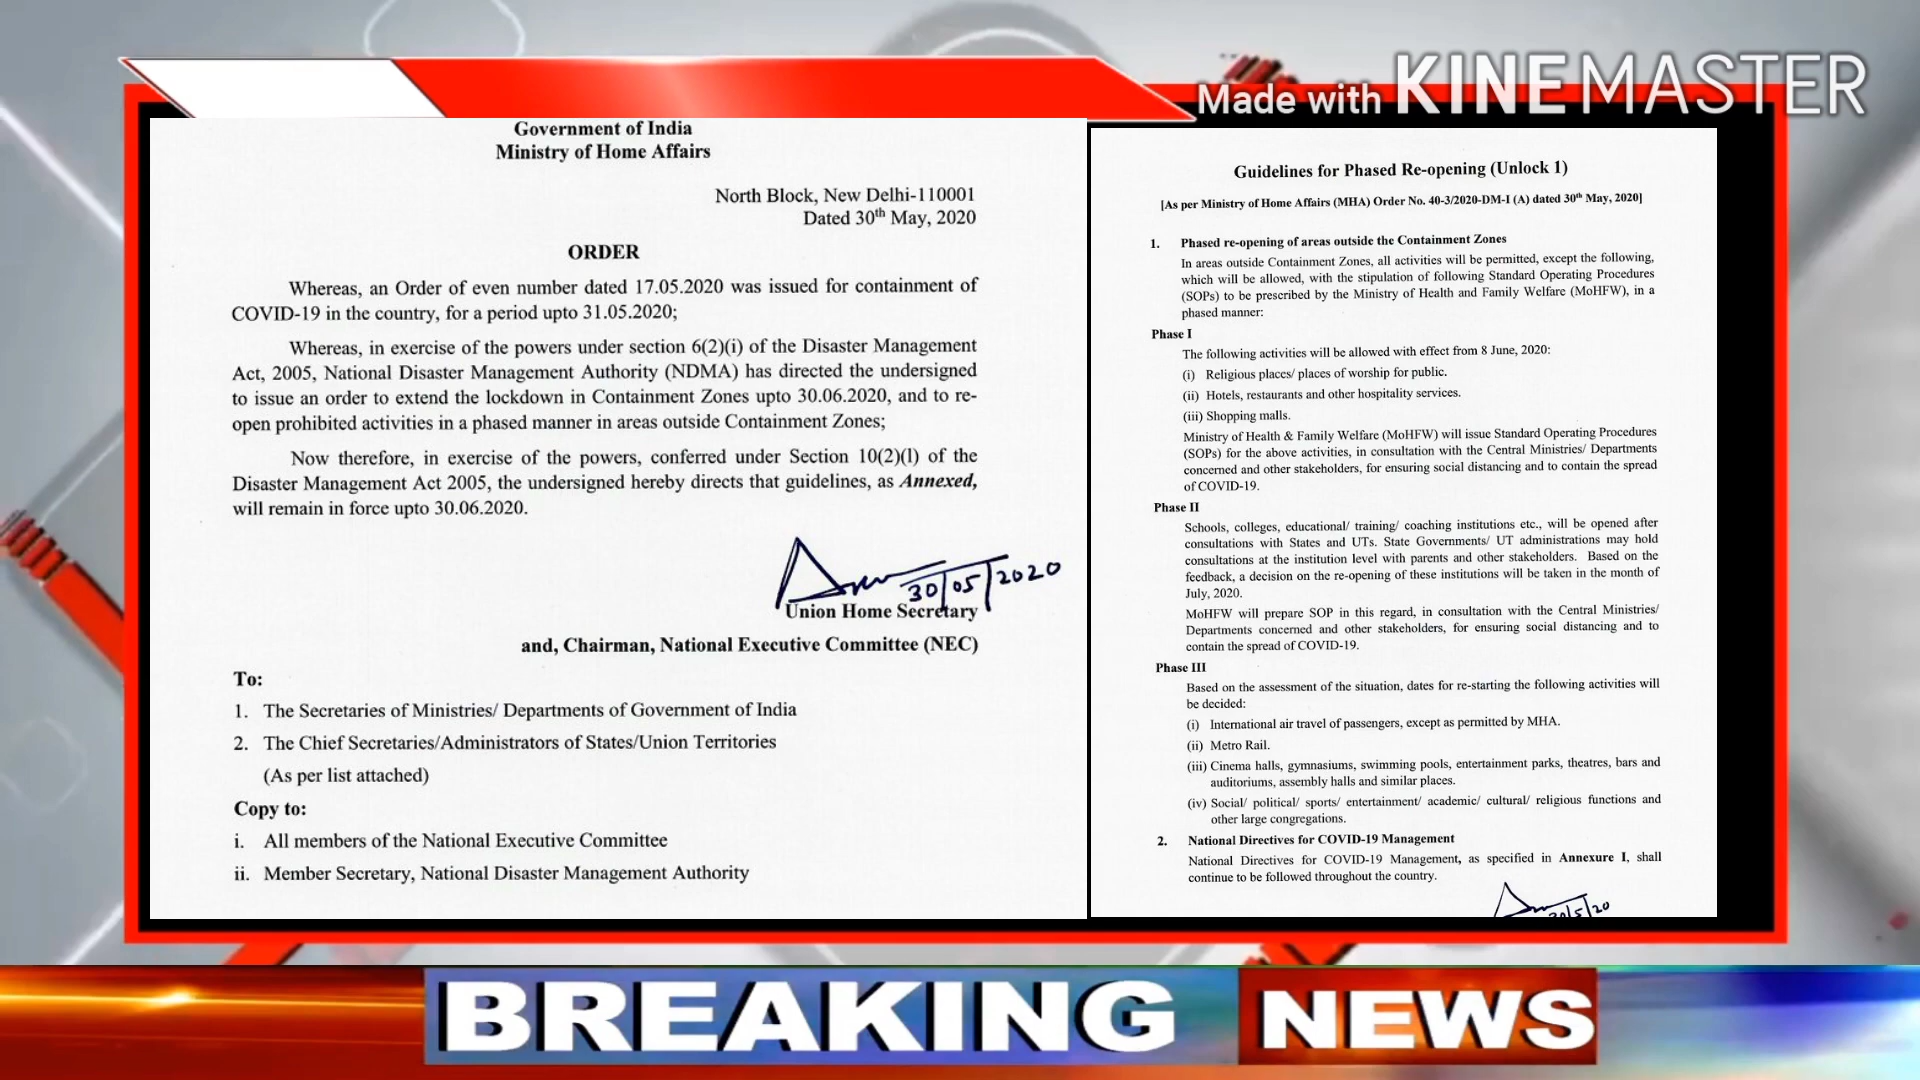 Made with KINEMASTER
Government of India
Ministry of Home Affairs
North Block, New Delhi-110001
Dated 30th May, 2020
ORDER
Whereas, an Order of even number dated 17.05.2020 was issued for containment of
COVID-19 in the country, for a period upto 31.05.2020;
Whereas, in exercise of the powers under section 6(2)(i) of the Disaster Management
Act, 2005, National Disaster Management Authority (NDMA) has directed the undersigned
to issue an order to extend the lockdown in Containment Zones upto 30.06.2020, and to re-
open prohibited activities in a phased manner in areas outside Containment Zones;
Now therefore, in exercise of the powers, conferred under Section 10(2)(l) of the
Disaster Management Act 2005, the undersigned hereby directs that guidelines, as Annexed,
will remain in force upto 30.06.2020.
30/05/2020
Union Home Secretary
and, Chairman, National Executive Committee (NEC)
To:
1. The Secretaries of Ministries/ Departments of Government of India
2. The Chief Secretaries/Administrators of States/Union Territories
(As per list attached)
Copy to:
i. All members of the National Executive Committee
ii. Member Secretary, National Disaster Management Authority
Guidelines for Phased Re-opening (Unlock 1)
[As per Ministry of Home Affairs (MHA) Order No. 40-3/2020-DM-I (A) dated 30th May, 2020]
1. Phased re-opening of areas outside the Containment Zones
In areas outside Containment Zones, all activities will be permitted, except the following,
which will be allowed, with the stipulation of following Standard Operating Procedures
(SOPs) to be prescribed by the Ministry of Health and Family Welfare (MoHFW), in a
phased manner:
Phase I
The following activities will be allowed with effect from 8 June, 2020:
(i) Religious places/ places of worship for public.
(ii) Hotels, restaurants and other hospitality services.
(iii) Shopping malls.
Ministry of Health & Family Welfare (MoHFW) will issue Standard Operating Procedures
(SOPs) for the above activities, in consultation with the Central Ministries/ Departments
concerned and other stakeholders, for ensuring social distancing and to contain the spread
of COVID-19.
Phase II
Schools, colleges, educational/ training/ coaching institutions etc., will be opened after
consultations with States and UTs. State Governments/ UT administrations may hold
consultations at the institution level with parents and other stakeholders. Based on the
feedback, a decision on the re-opening of these institutions will be taken in the month of
July, 2020.
MoHFW will prepare SOP in this regard, in consultation with the Central Ministries/
Departments concerned and other stakeholders, for ensuring social distancing and to
contain the spread of COVID-19.
Phase III
Based on the assessment of the situation, dates for re-starting the following activities will
be decided:
(i) International air travel of passengers, except as permitted by MHA.
(ii) Metro Rail.
(iii) Cinema halls, gymnasiums, swimming pools, entertainment parks, theatres, bars and
auditoriums, assembly halls and similar places.
(iv) Social/ political/ sports/ entertainment/ academic/ cultural/ religious functions and
other large congregations.
2. National Directives for COVID-19 Management
National Directives for COVID-19 Management, as specified in Annexure I, shall
continue to be followed throughout the country.
30/5/20
BREAKING NEWS